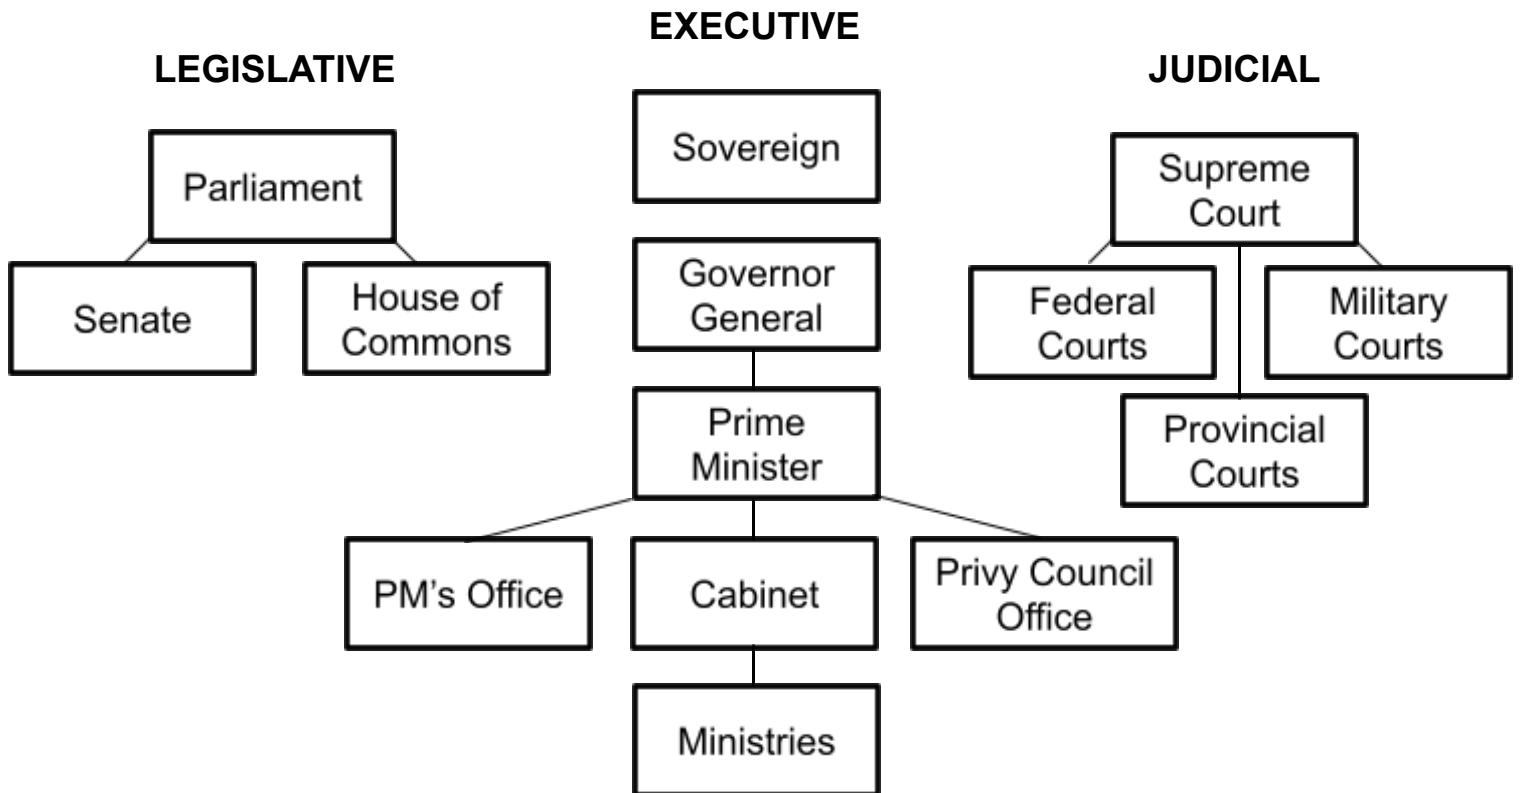 EXECUTIVE
LEGISLATIVE
JUDICIAL
Sovereign
Parliament
Supreme
Court
Senate
House of
Commons
Governor
General
Federal
Courts
Military
Courts
Prime
Minister
Provincial
Courts
PM's Office
Cabinet
Privy Council
Office
Ministries